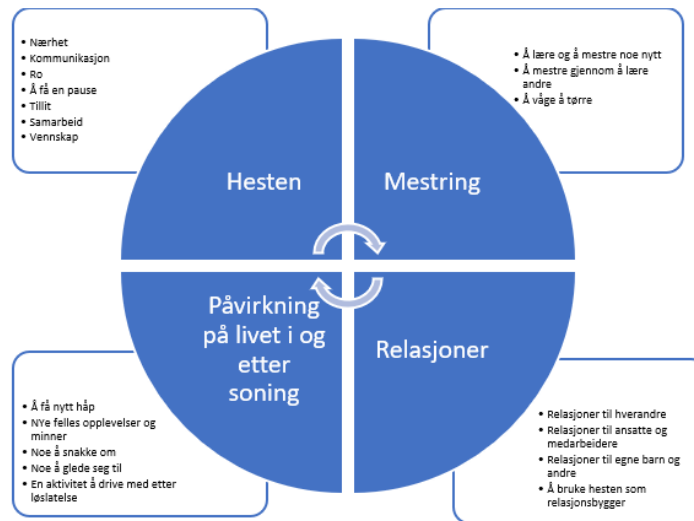 • Nærhet
• Kommunikasjon
• Ro
• Å få en pause
• Tillit
• Samarbeid
• Vennskap
• Å lære og å mestre noe nytt
• Å mestre gjennom å lære
andre
• Å våge å tørre
Hesten
Mestring
Påvirkning
på livet i og
etter
soning
Relasjoner
• Å få nytt håp
• NYe felles opplevelser og
minner
• Noe å snakke om
• Noe å glede seg til
• En aktivitet å drive med etter
løslatelse
• Relasjoner til hverandre
• Relasjoner til ansatte og
medarbeidere
• Relasjoner til egne barn og
andre
• Å bruke hesten som
relasjonsbygger